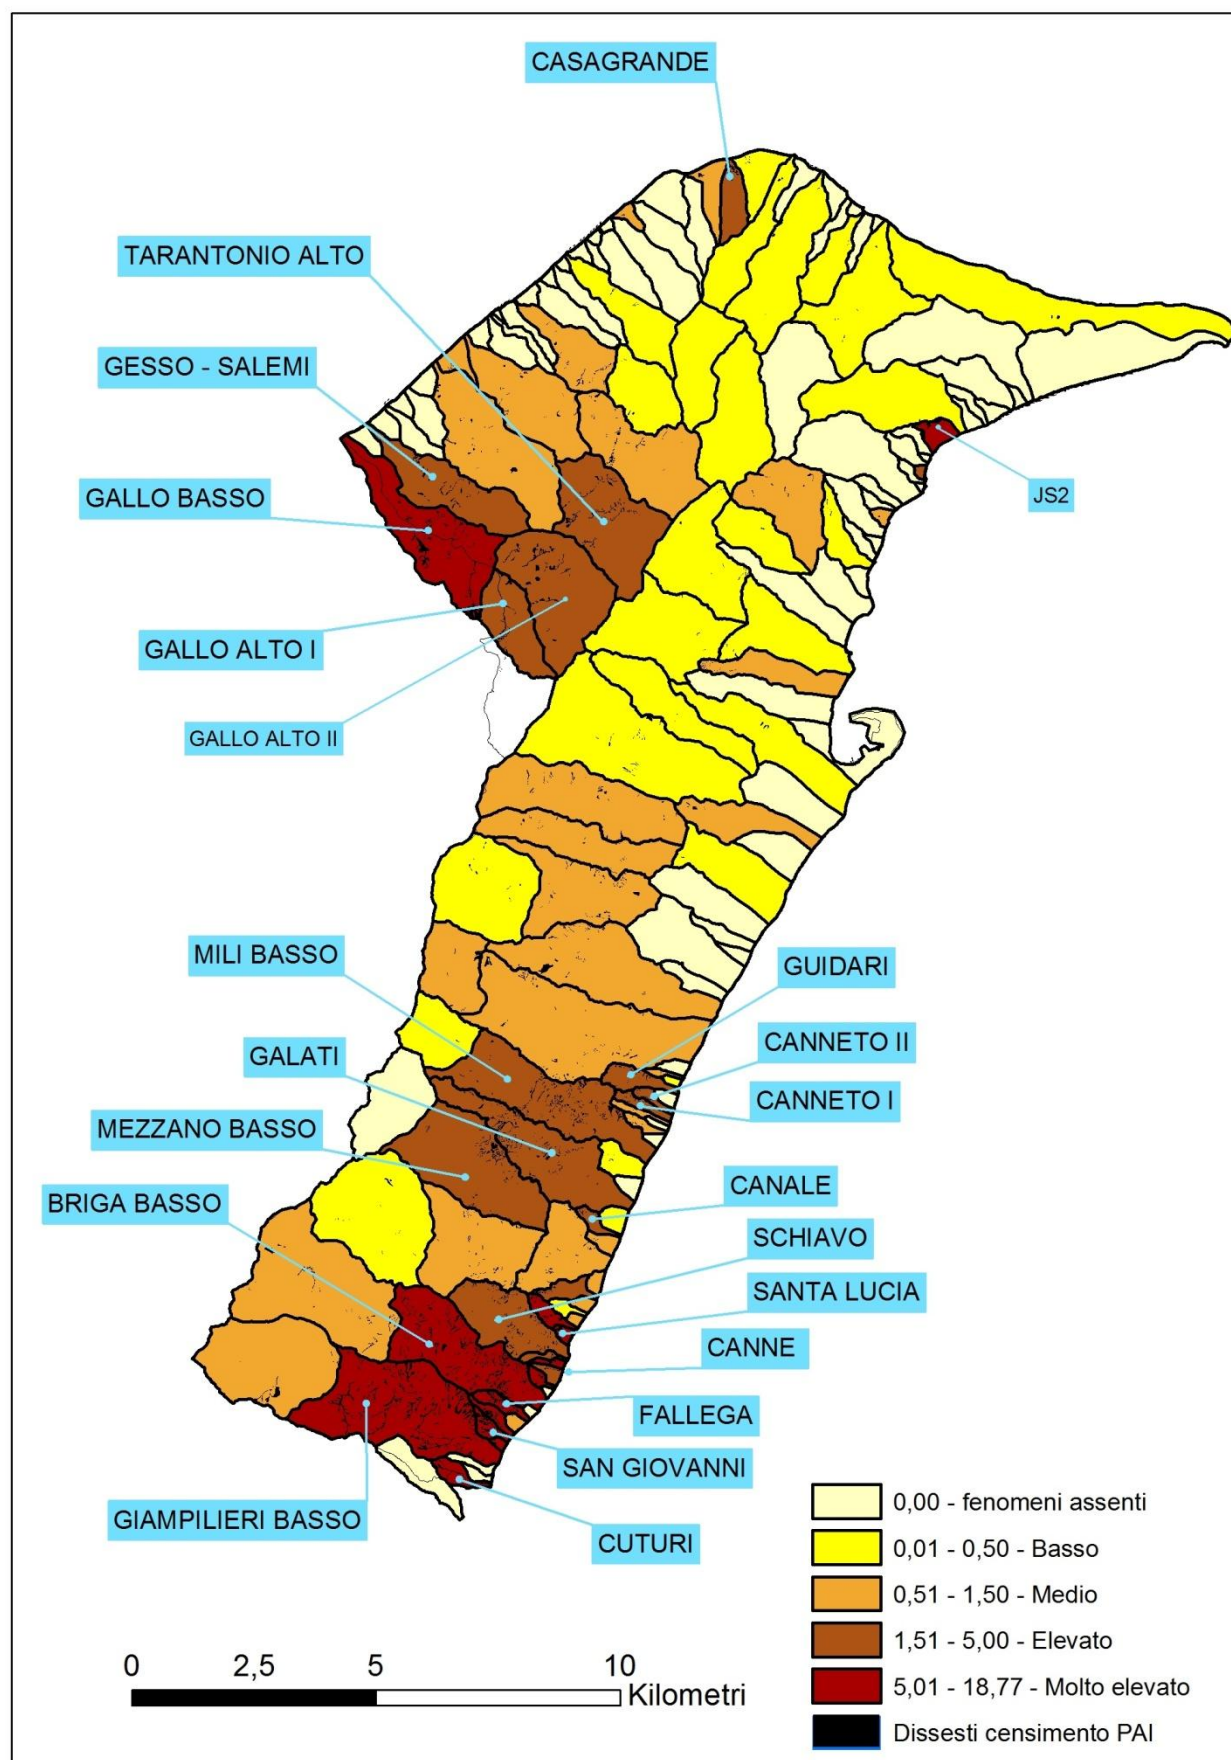 CASAGRANDE
TARANTONIO ALTO
GESSO - SALEMI
GALLO BASSO
JS2
GALLO ALTO I
GALLO ALTO II
MILI BASSO
GUIDARI
GALATI
CANNETO II
MEZZANO BASSO
CANNETO I
BRIGA BASSO
CANALE
SCHIAVO
SANTA LUCIA
CANNE
FALLEGA
SAN GIOVANNI
GIAMPILIERI BASSO
CUTURI
0,00 - fenomeni assenti
0,01 - 0,50 - Basso
0,51 - 1,50 - Medio
1,51 - 5,00 - Elevato
5,01 - 18,77 - Molto elevato
Dissesti censimento PAI
0 2,5 5 10
Kilometri